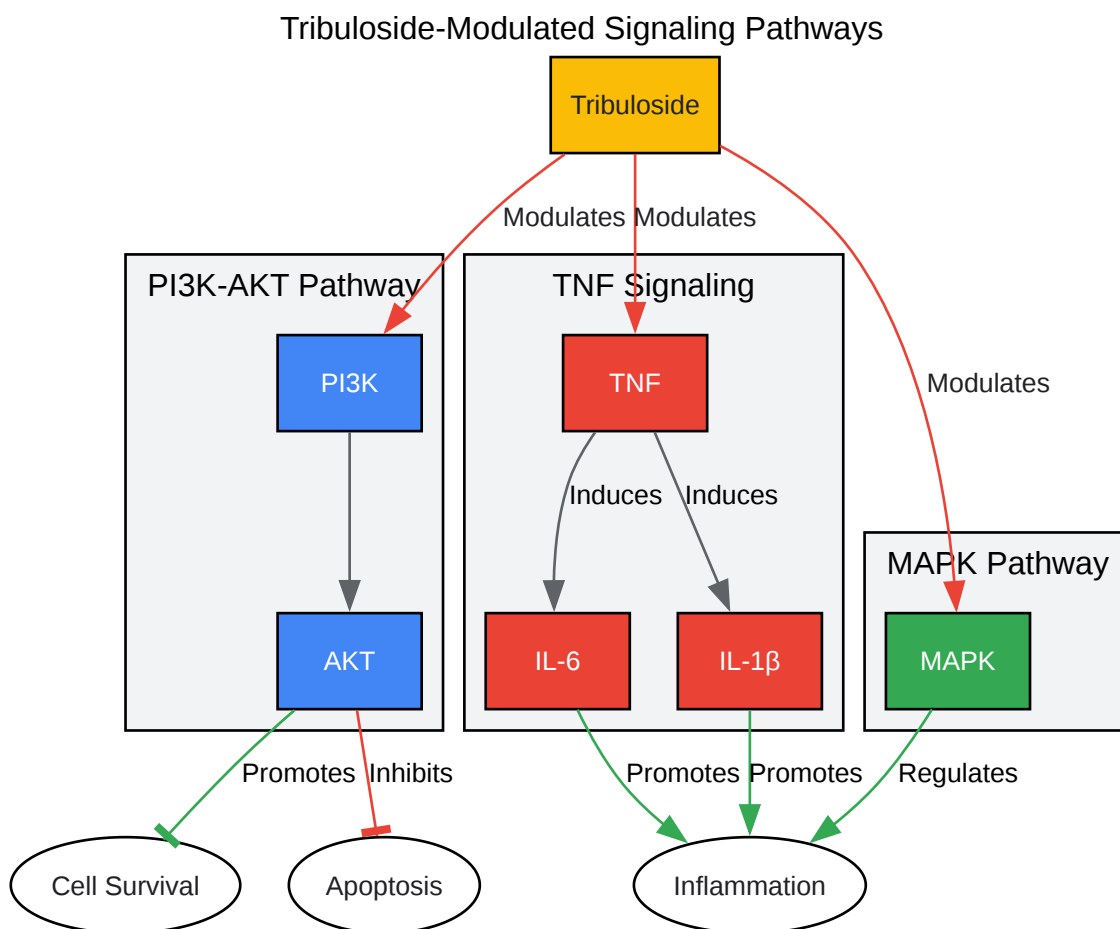 Tribuloside-Modulated Signaling Pathways
Tribuloside
Modulates
Modulates
PI3K-AKT Pathway
TNF Signaling
PI3K
TNF
Modulates
Induces
Induces
MAPK Pathway
AKT
IL-6
IL-1β
MAPK
Promotes
Inhibits
Promotes
Promotes
Regulates
Cell Survival
Apoptosis
Inflammation